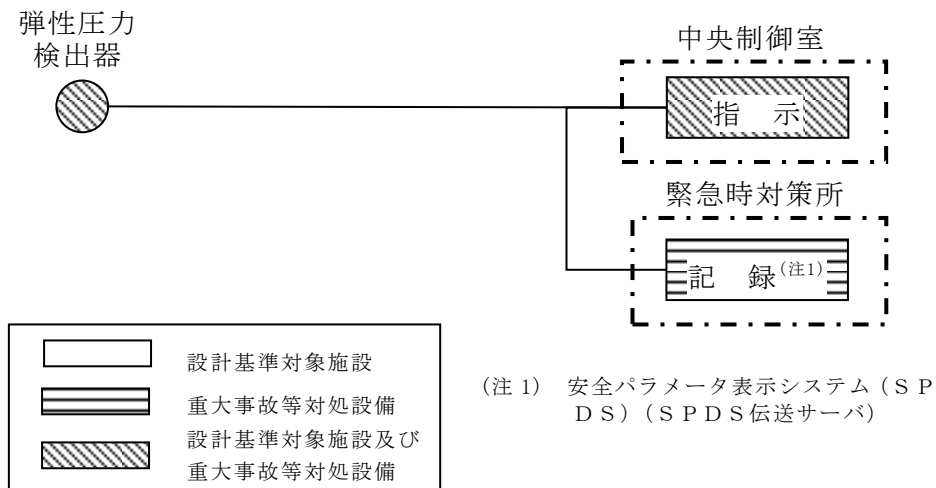 弾性圧力
検出器
中央制御室
指　示
緊急時対策所
記　録(注1)
設計基準対象施設
重大事故等対処設備
設計基準対象施設及び
重大事故等対処設備
(注 1)　安全パラメータ表示システム（ＳＰ
ＤＳ）（ＳＰＤＳ伝送サーバ）